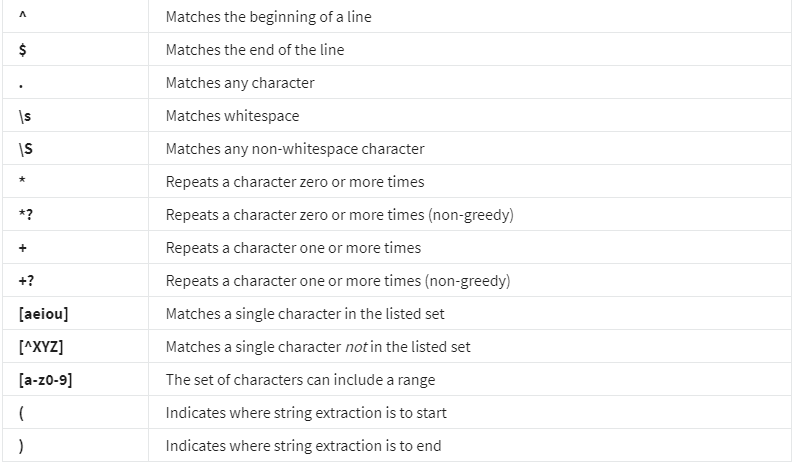 ^ Matches the beginning of a line
$ Matches the end of the line
. Matches any character
\s Matches whitespace
\S Matches any non-whitespace character
* Repeats a character zero or more times
*? Repeats a character zero or more times (non-greedy)
+ Repeats a character one or more times
+? Repeats a character one or more times (non-greedy)
[aeiou] Matches a single character in the listed set
[^XYZ] Matches a single character not in the listed set
[a-z0-9] The set of characters can include a range
( Indicates where string extraction is to start
) Indicates where string extraction is to end